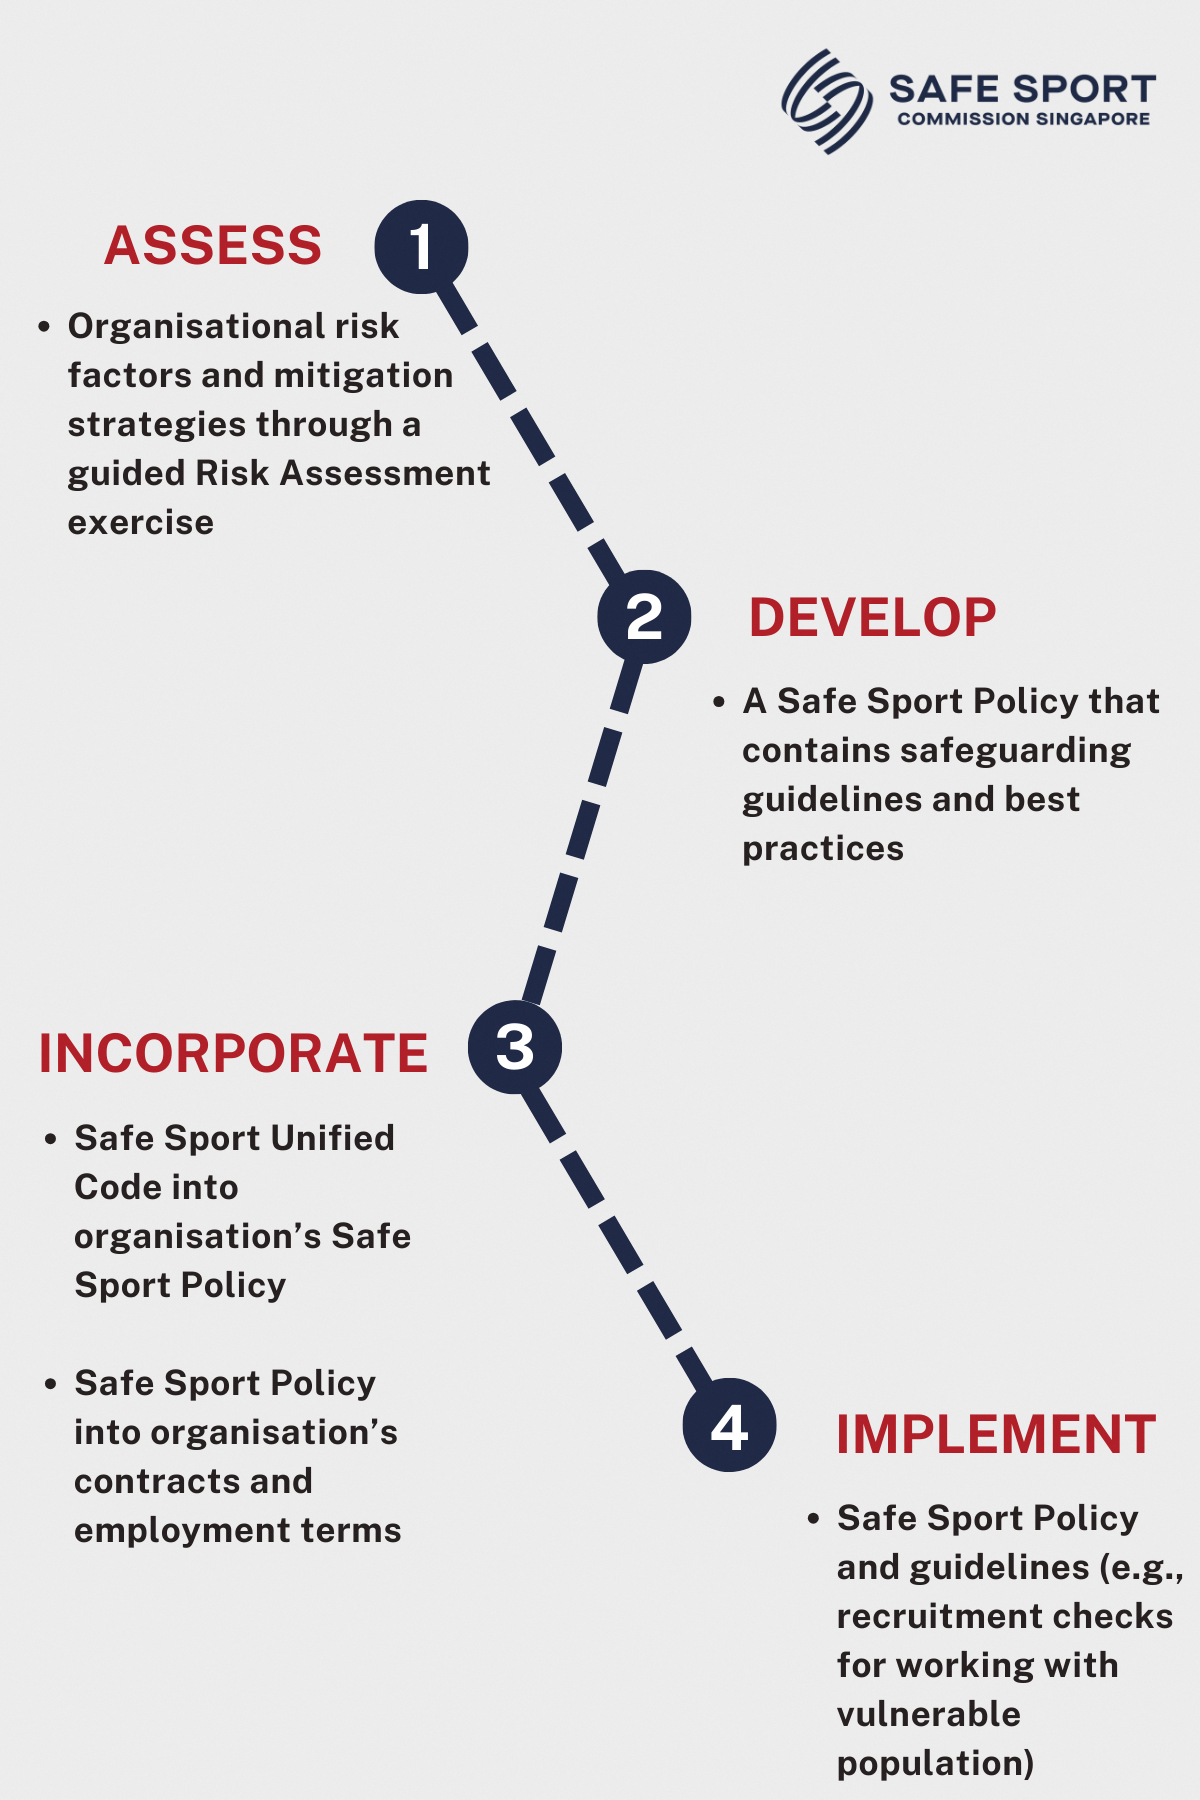 SAFE SPORT
COMMISSION SINGAPORE
ASSESS
1
• Organisational risk
factors and mitigation
strategies through a
guided Risk Assessment
exercise
2
DEVELOP
• A Safe Sport Policy that
contains safeguarding
guidelines and best
practices
INCORPORATE
3
• Safe Sport Unified
Code into
organisation’s Safe
Sport Policy
• Safe Sport Policy
into organisation’s
contracts and
employment terms
4
IMPLEMENT
• Safe Sport Policy
and guidelines (e.g.,
recruitment checks
for working with
vulnerable
population)